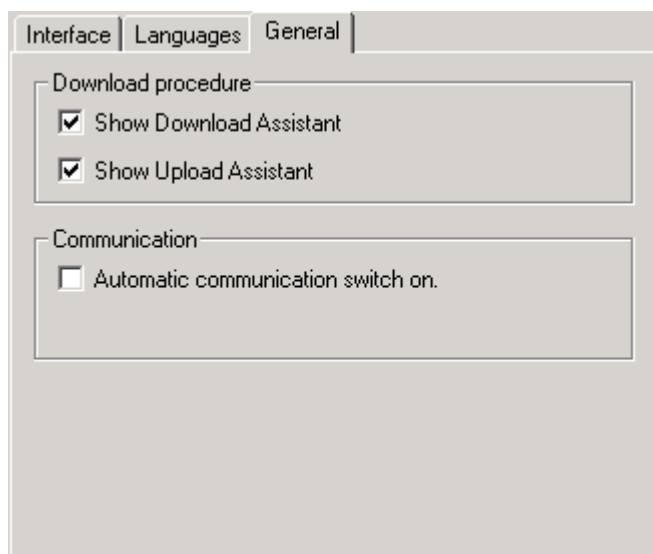 Interface Languages General
Download procedure
Show Download Assistant
Show Upload Assistant
Communication
Automatic communication switch on.